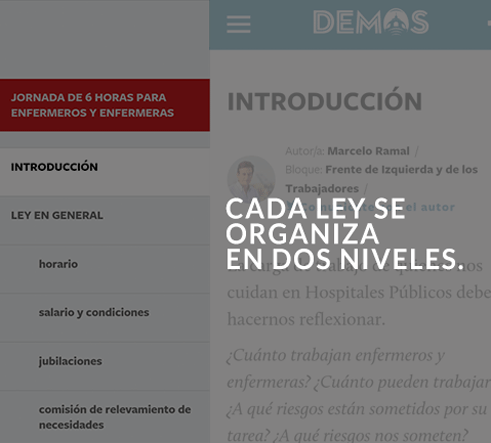 DEMOS
JORNADA DE 6 HORAS PARA
ENFERMEROS Y ENFERMERAS
INTRODUCCIÓN
LEY EN GENERAL
horario
salario y condiciones
jubilaciones
comisión de relevamiento de
necesidades
INTRODUCCIÓN
Autor/a: Marcelo Ramal /
Bloque: Frente de Izquierda y de los
Trabajadores /
el autor
CADA LEY SE
ORGANIZA
EN DOS NIVELES.
cuidan en Hospitales Públicos debe
hacernos reflexionar.
¿Cuánto trabajan enfermeros y
enfermeras? ¿Cuánto pueden trabajar
¿A qué riesgos están sometidos por su
tarea? ¿A qué riesgos nos someten?